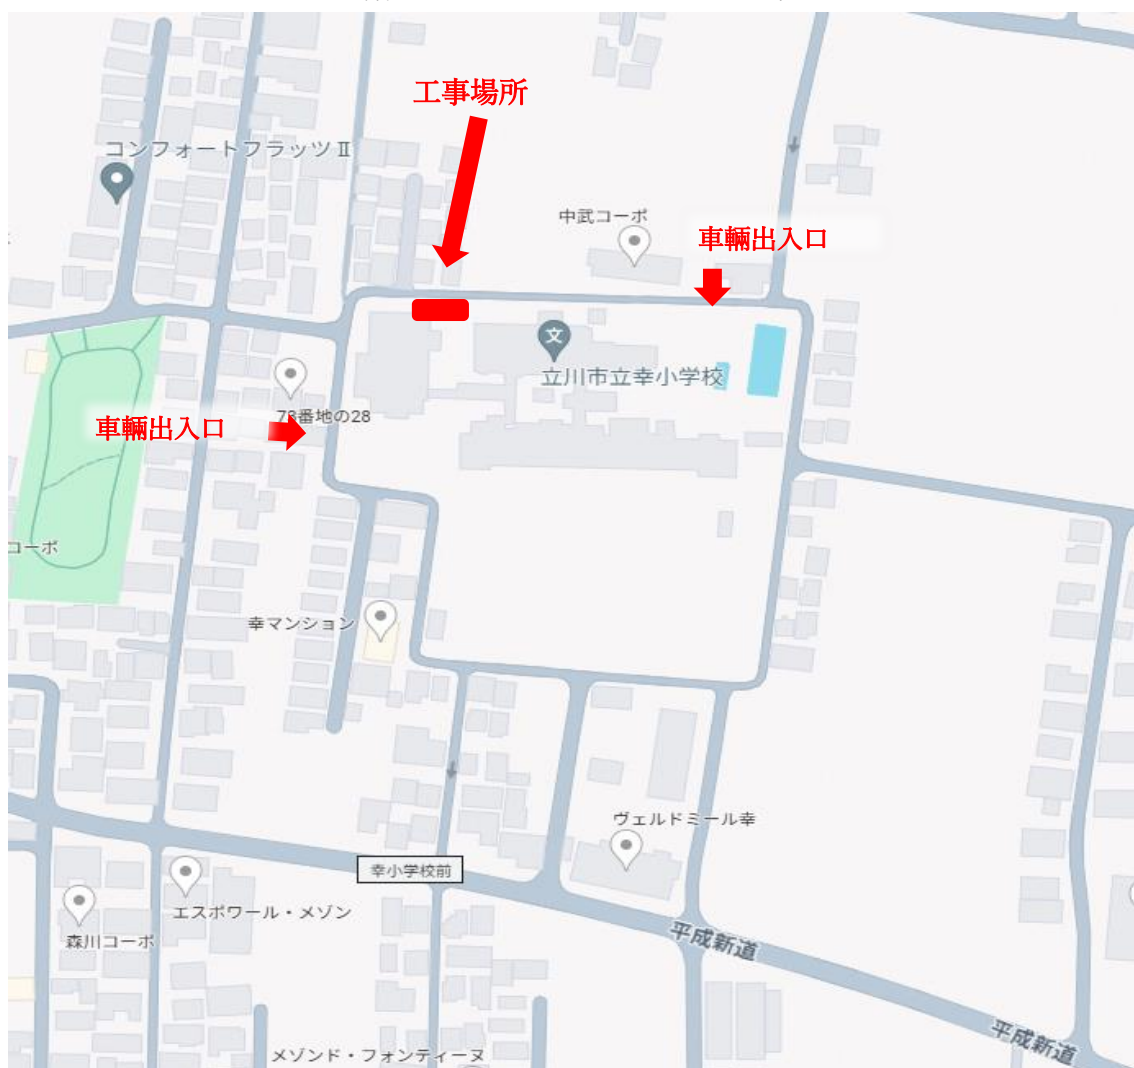 工事場所
コンフォートフラッツⅡ
中武コーポ
車輛出入口
文
立川市立幸小学校
73番地の28
車輛出入口
コーポ
幸マンション
ヴェルドミール幸
幸小学校前
エスポワール・メゾン
森川コーポ
平成新道
平成新道
メゾンド・フォンティーヌ